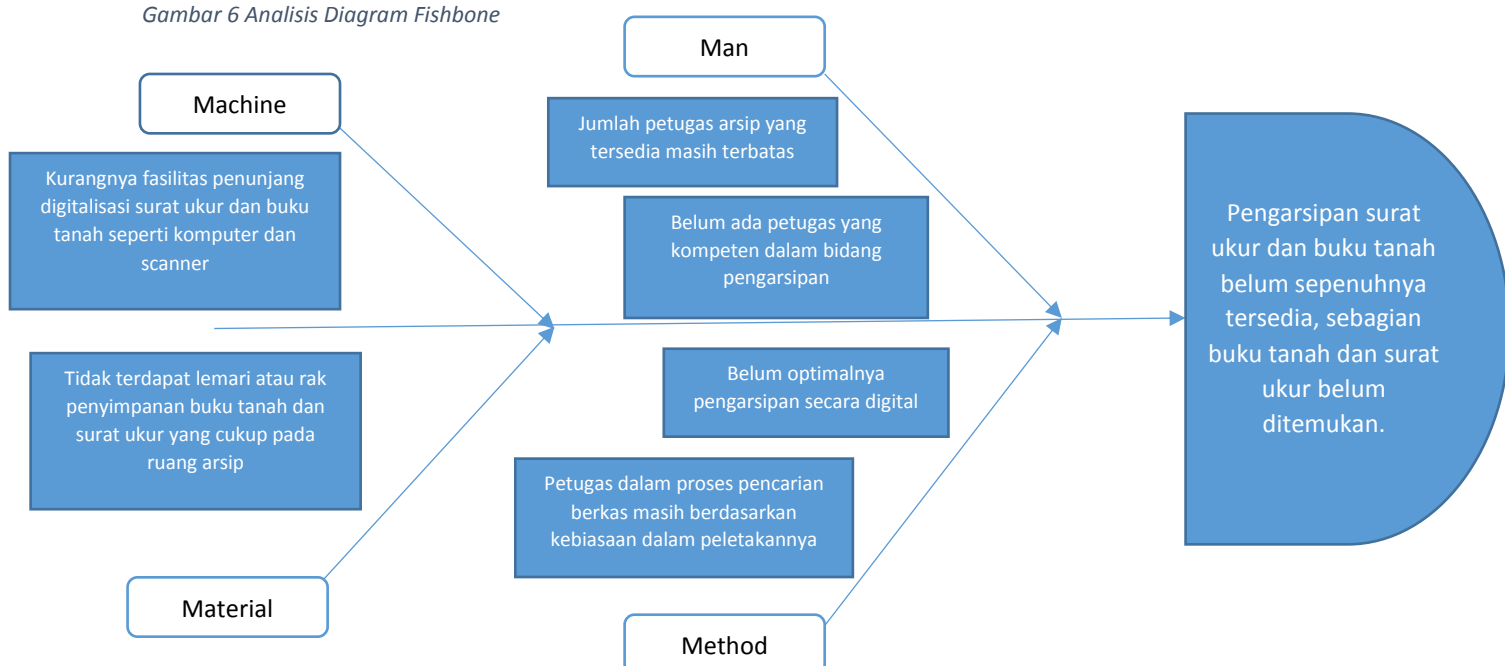 Gambar 6 Analisis Diagram Fishbone
Man
Machine
Jumlah petugas arsip yang
tersedia masih terbatas
Kurangnya fasilitas penunjang
digitalisasi surat ukur dan buku
tanah seperti komputer dan
scanner
Belum ada petugas yang
kompeten dalam bidang
pengarsipan
Pengarsipan surat
ukur dan buku tanah
belum sepenuhnya
tersedia, sebagian
buku tanah dan surat
ukur belum
ditemukan.
Tidak terdapat lemari atau rak
penyimpanan buku tanah dan
surat ukur yang cukup pada
ruang arsip
Belum optimalnya
pengarsipan secara digital
Petugas dalam proses pencarian
berkas masih berdasarkan
kebiasaan dalam peletakannya
Material
Method